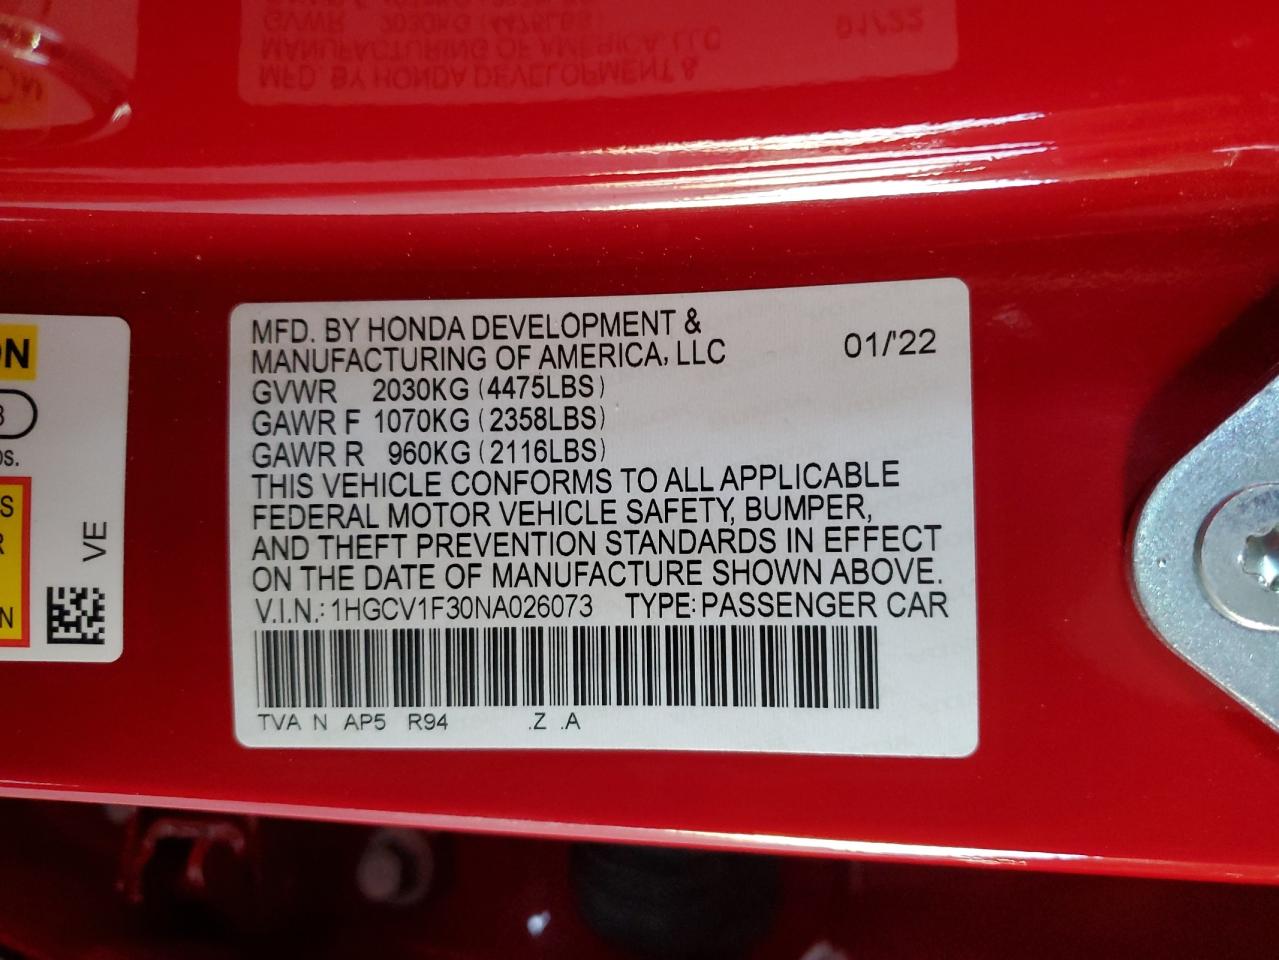 MFD. BY HONDA DEVELOPMENT &
MANUFACTURING OF AMERICA, LLC 01/'22
GVWR 2030KG (4475LBS)
GAWR F 1070KG (2358LBS)
GAWR R 960KG (2116LBS)
THIS VEHICLE CONFORMS TO ALL APPLICABLE
FEDERAL MOTOR VEHICLE SAFETY, BUMPER,
AND THEFT PREVENTION STANDARDS IN EFFECT
ON THE DATE OF MANUFACTURE SHOWN ABOVE.
V.I.N.: 1HGCV1F30NA026073 TYPE: PASSENGER CAR
TVA N AP5 R94 .Z .A
VE